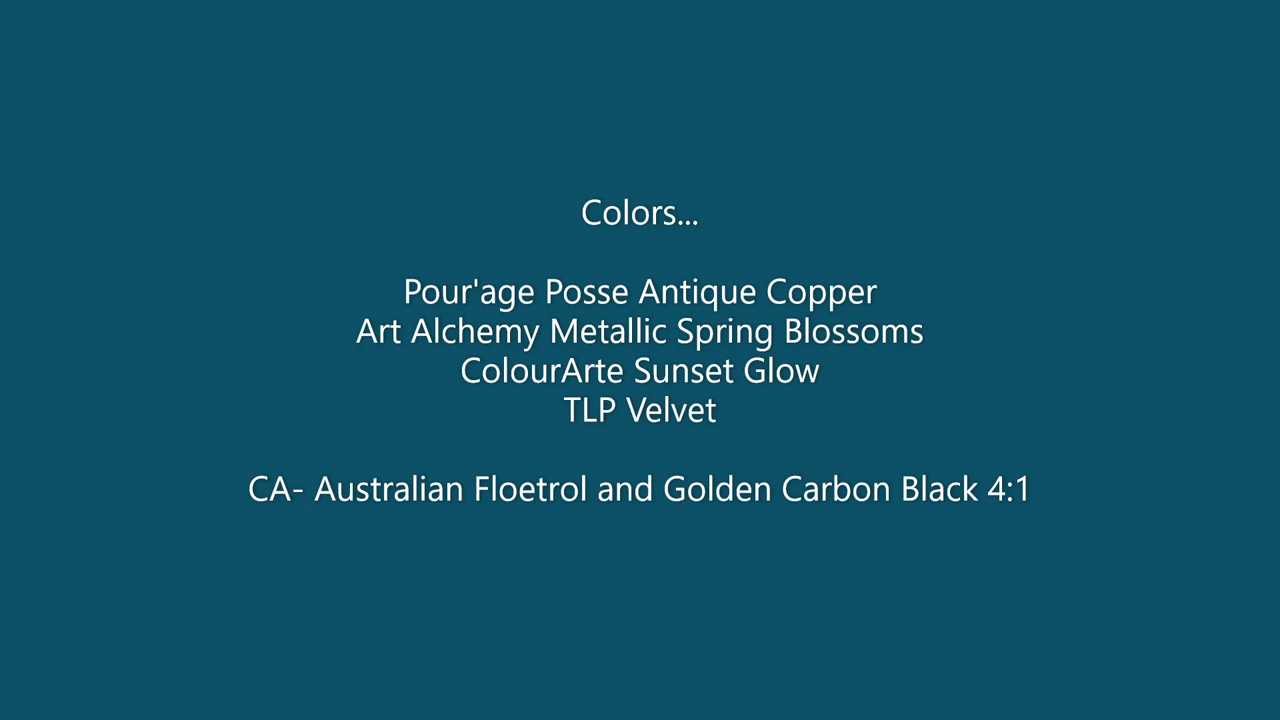 Colors...
Pour'age Posse Antique Copper
Art Alchemy Metallic Spring Blossoms
ColourArte Sunset Glow
TLP Velvet
CA- Australian Floetrol and Golden Carbon Black 4:1